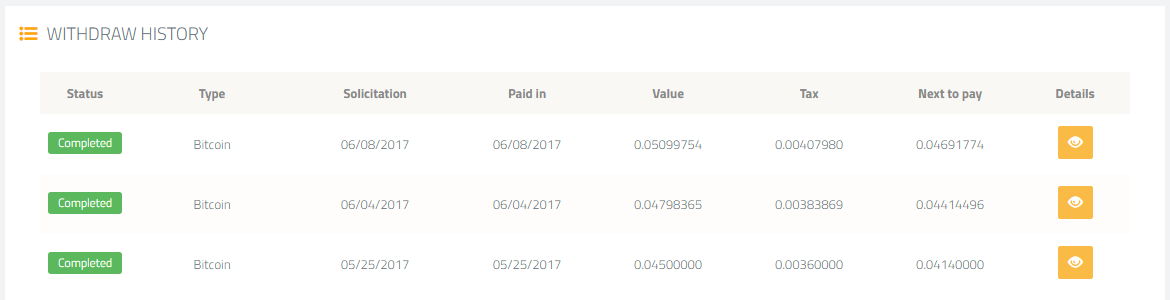 WITHDRAW HISTORY
Status Type Solicitation Paid in Value Tax Next to pay Details
Completed Bitcoin 06/08/2017 06/08/2017 0.05099754 0.00407980 0.04691774
Completed Bitcoin 06/04/2017 06/04/2017 0.04798365 0.00383869 0.04414496
Completed Bitcoin 05/25/2017 05/25/2017 0.04500000 0.00360000 0.04140000